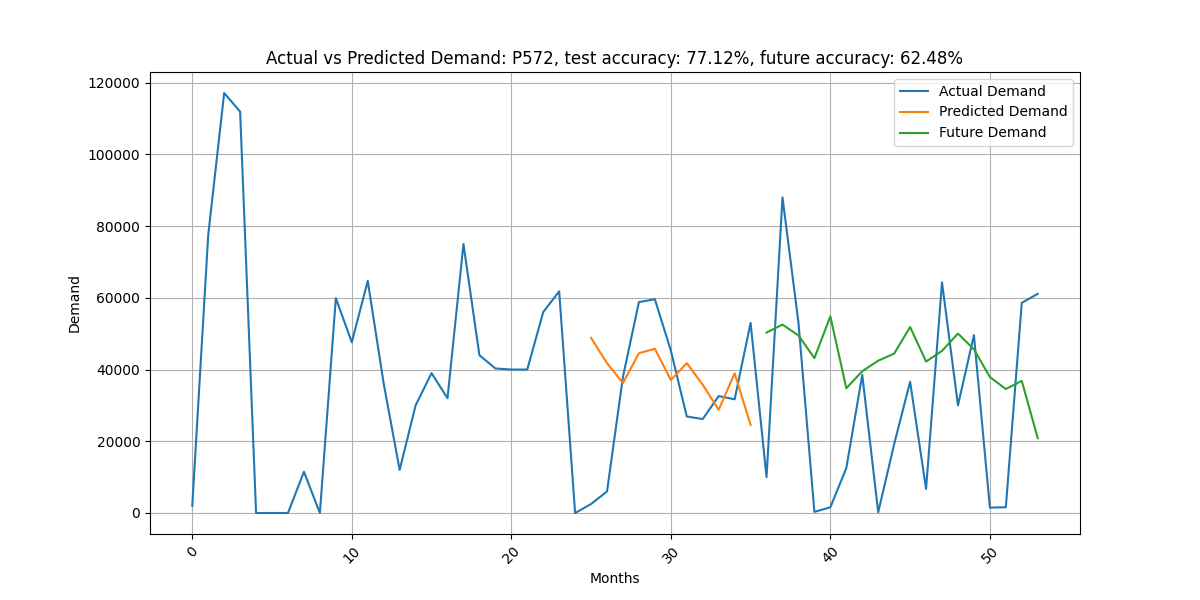 Actual vs Predicted Demand: P572, test accuracy: 77.12%, future accuracy: 62.48%
Actual Demand
Predicted Demand
Future Demand
Demand
120000
100000
80000
60000
40000
20000
0
0 10 20 30 40 50
Months